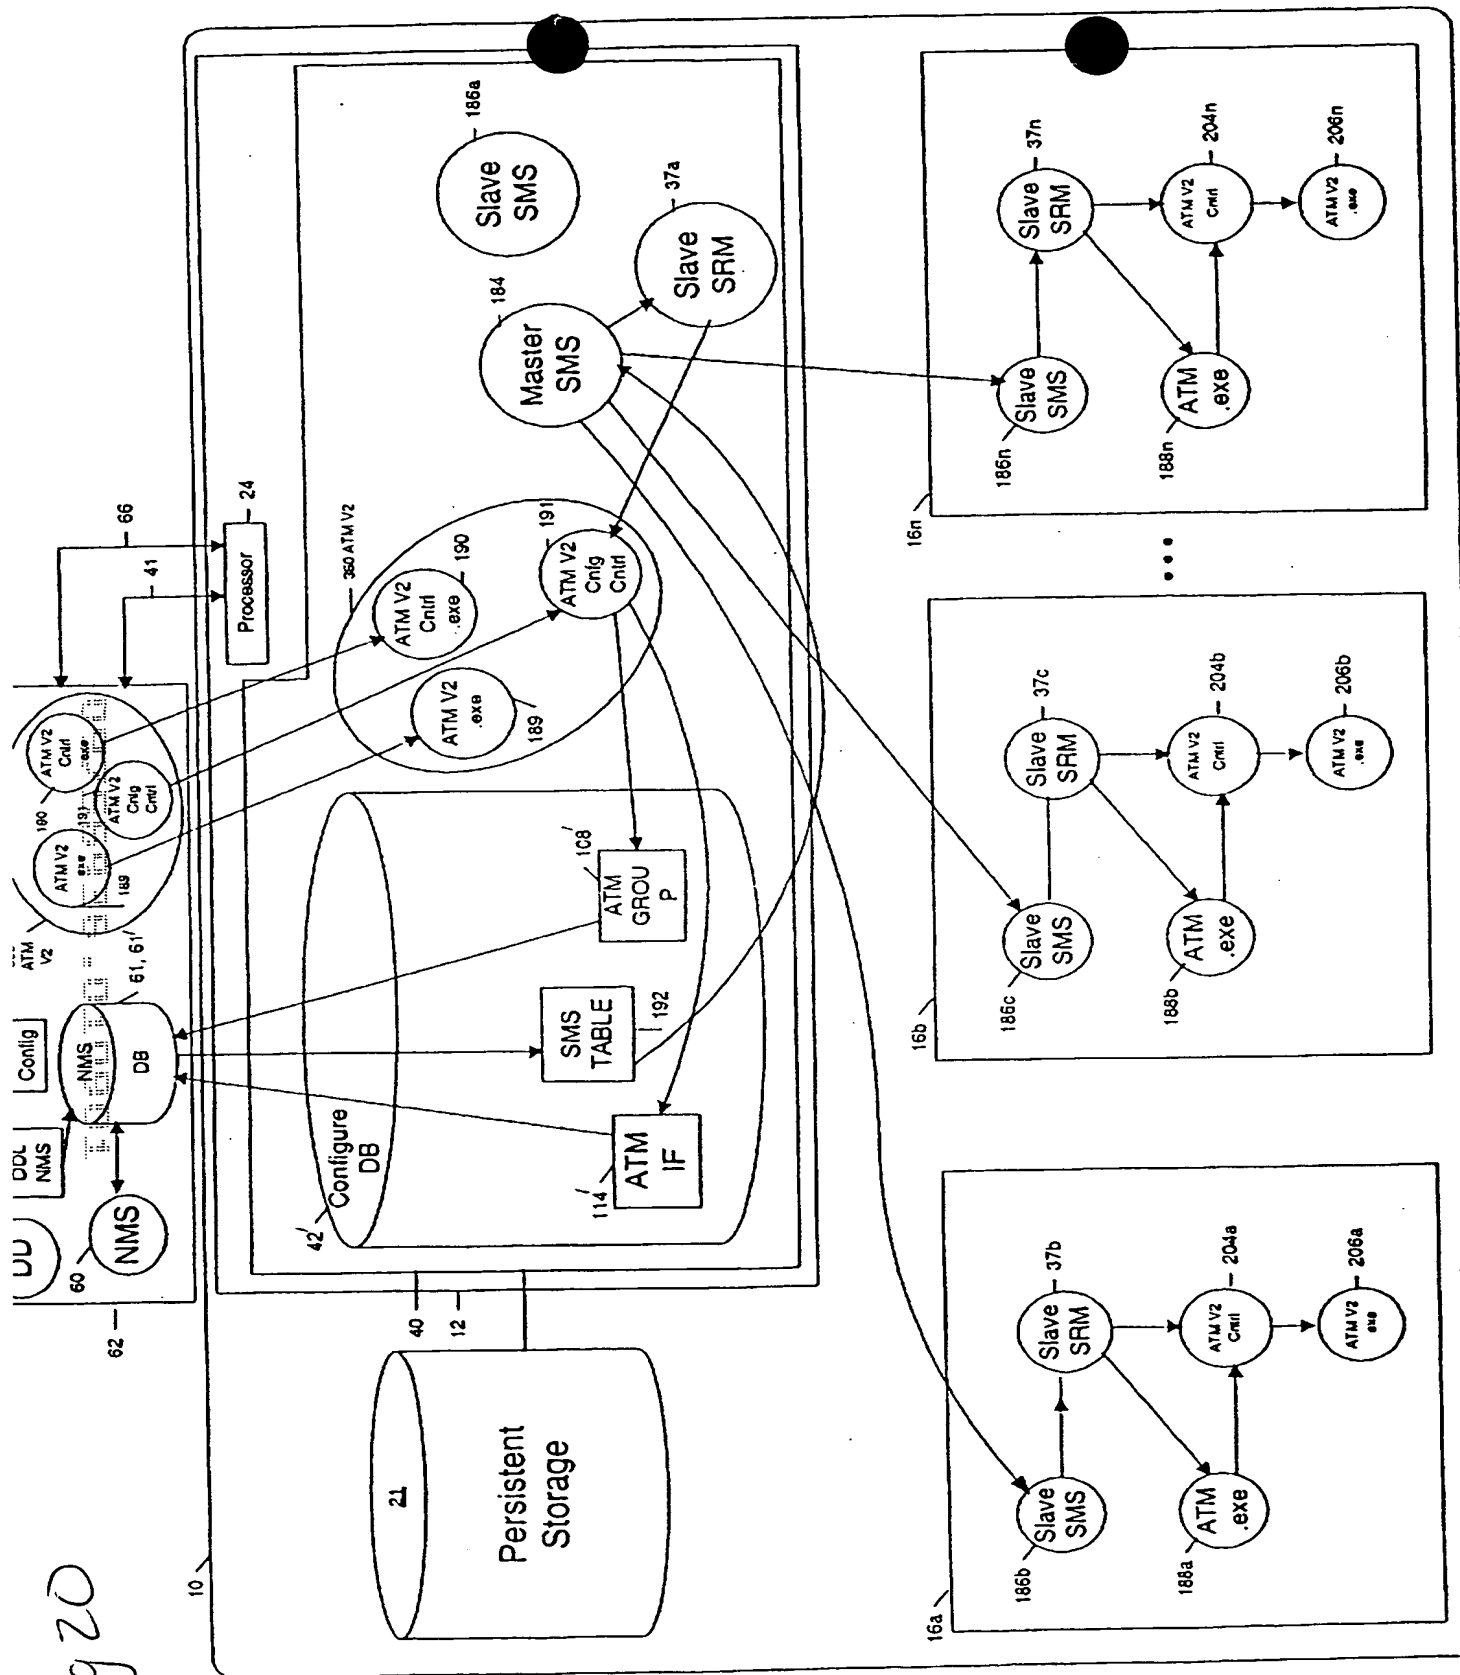 DD
60
NMS
62
DDL
NMS
Config
NMS
DB
61, 61'
ATM
V2
ATM V2
.exe
189
190
ATM V2
Cntrl
.exe
191
ATM V2
Cnfg
Cntrl
66
41
Processor
24
10
21
Persistent
Storage
40
12
42'
Configure
DB
114'
ATM
IF
SMS
TABLE
192
108'
ATM
GROU
P
360 ATM V2
ATM V2
.exe
189
ATM V2
Cntrl
.exe
190
ATM V2
Cnfg
Cntrl
191
Master
SMS
184
Slave
SMS
186a
Slave
SRM
37a
16a
186b
Slave
SMS
Slave
SRM
37b
188a
ATM
.exe
ATM V2
Cntrl
204a
ATM V2
.exe
206a
16b
186c
Slave
SMS
Slave
SRM
37c
188b
ATM
.exe
ATM V2
Cntrl
204b
ATM V2
.exe
206b
...
16n
186n
Slave
SMS
Slave
SRM
37n
188n
ATM
.exe
ATM V2
Cntrl
204n
ATM V2
.exe
206n
g 20